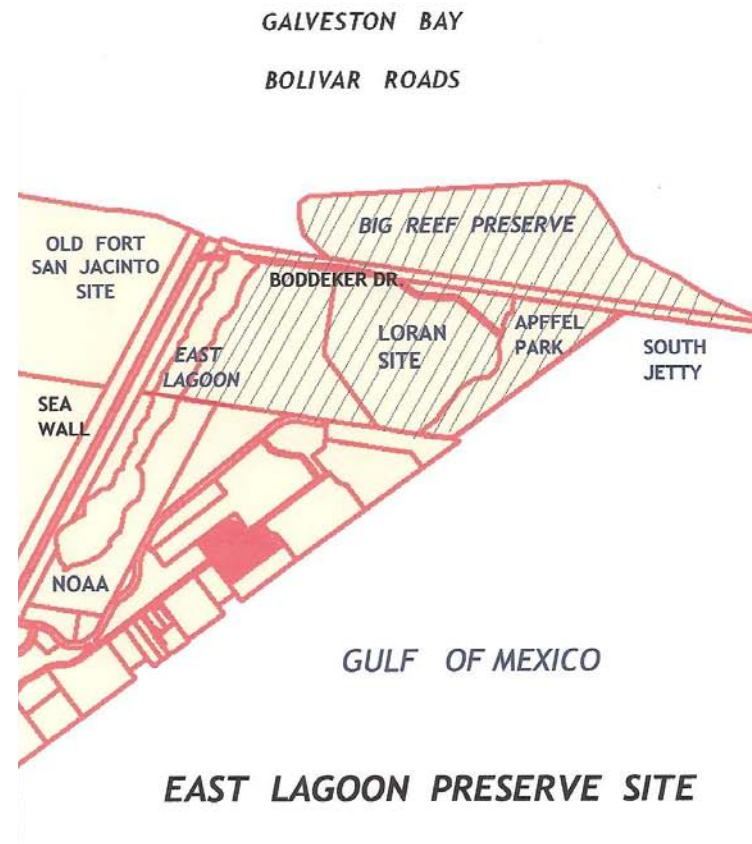 GALVESTON BAY
BOLIVAR ROADS
BIG REEF PRESERVE
OLD FORT
SAN JACINTO
SITE
BODDEKER DR.
LORAN
SITE
APFFEL
PARK
SOUTH
JETTY
EAST
LAGOON
SEA
WALL
NOAA
GULF OF MEXICO
EAST LAGOON PRESERVE SITE